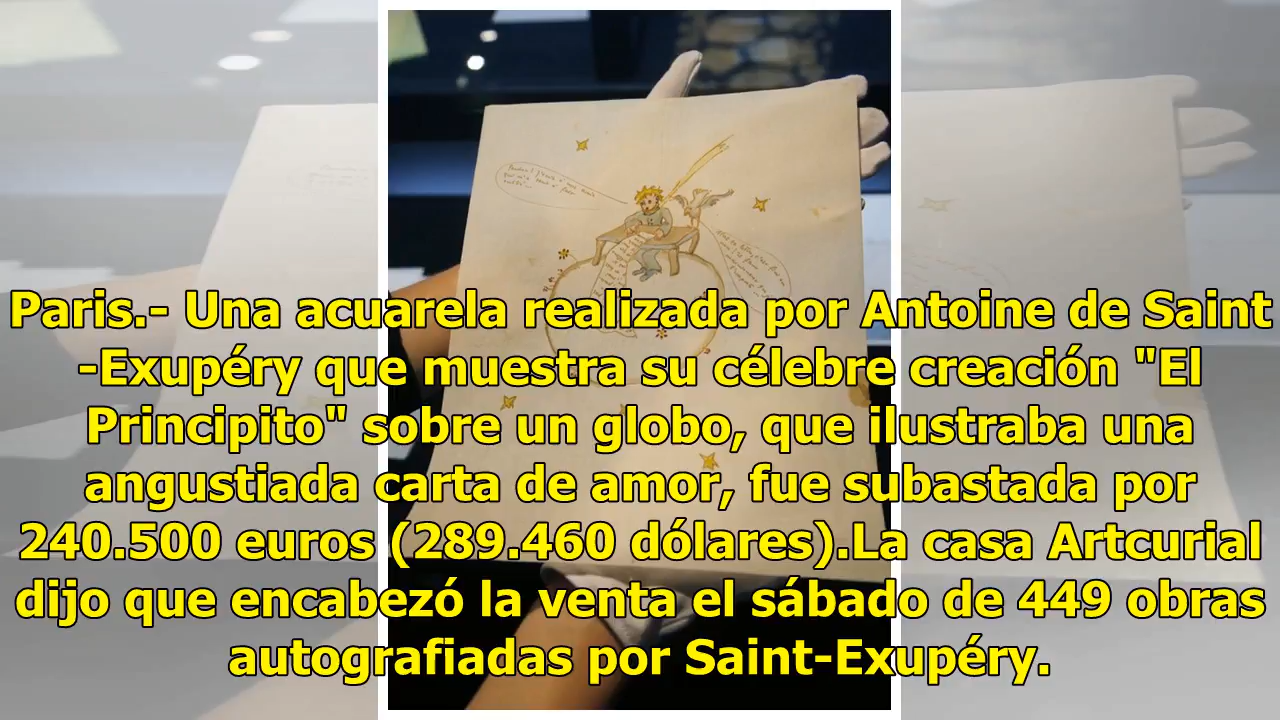 Paris.- Una acuarela realizada por Antoine de Saint
-Exupéry que muestra su célebre creación "El
Principito" sobre un globo, que ilustraba una
angustiada carta de amor, fue subastada por
240.500 euros (289.460 dólares).La casa Artcurial
dijo que encabezó la venta el sábado de 449 obras
autografiadas por Saint-Exupéry.